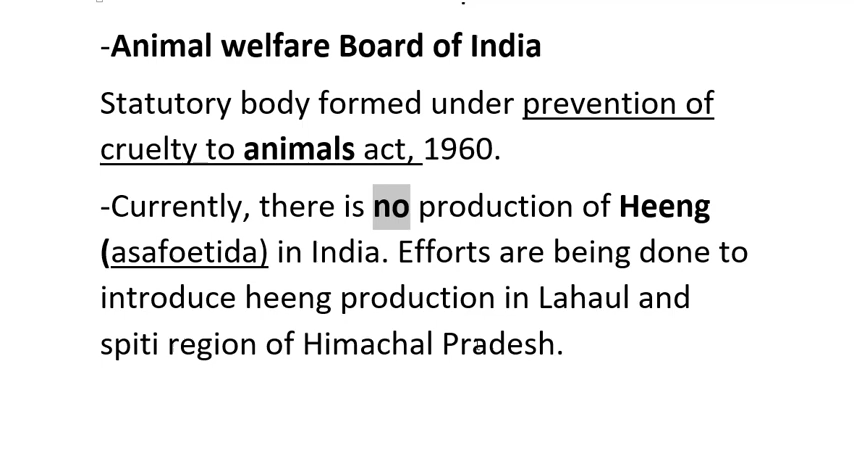 -Animal welfare Board of India
Statutory body formed under prevention of
cruelty to animals act, 1960.
-Currently, there is no production of Heeng
(asafoetida) in India. Efforts are being done to
introduce heeng production in Lahaul and
spiti region of Himachal Pradesh.